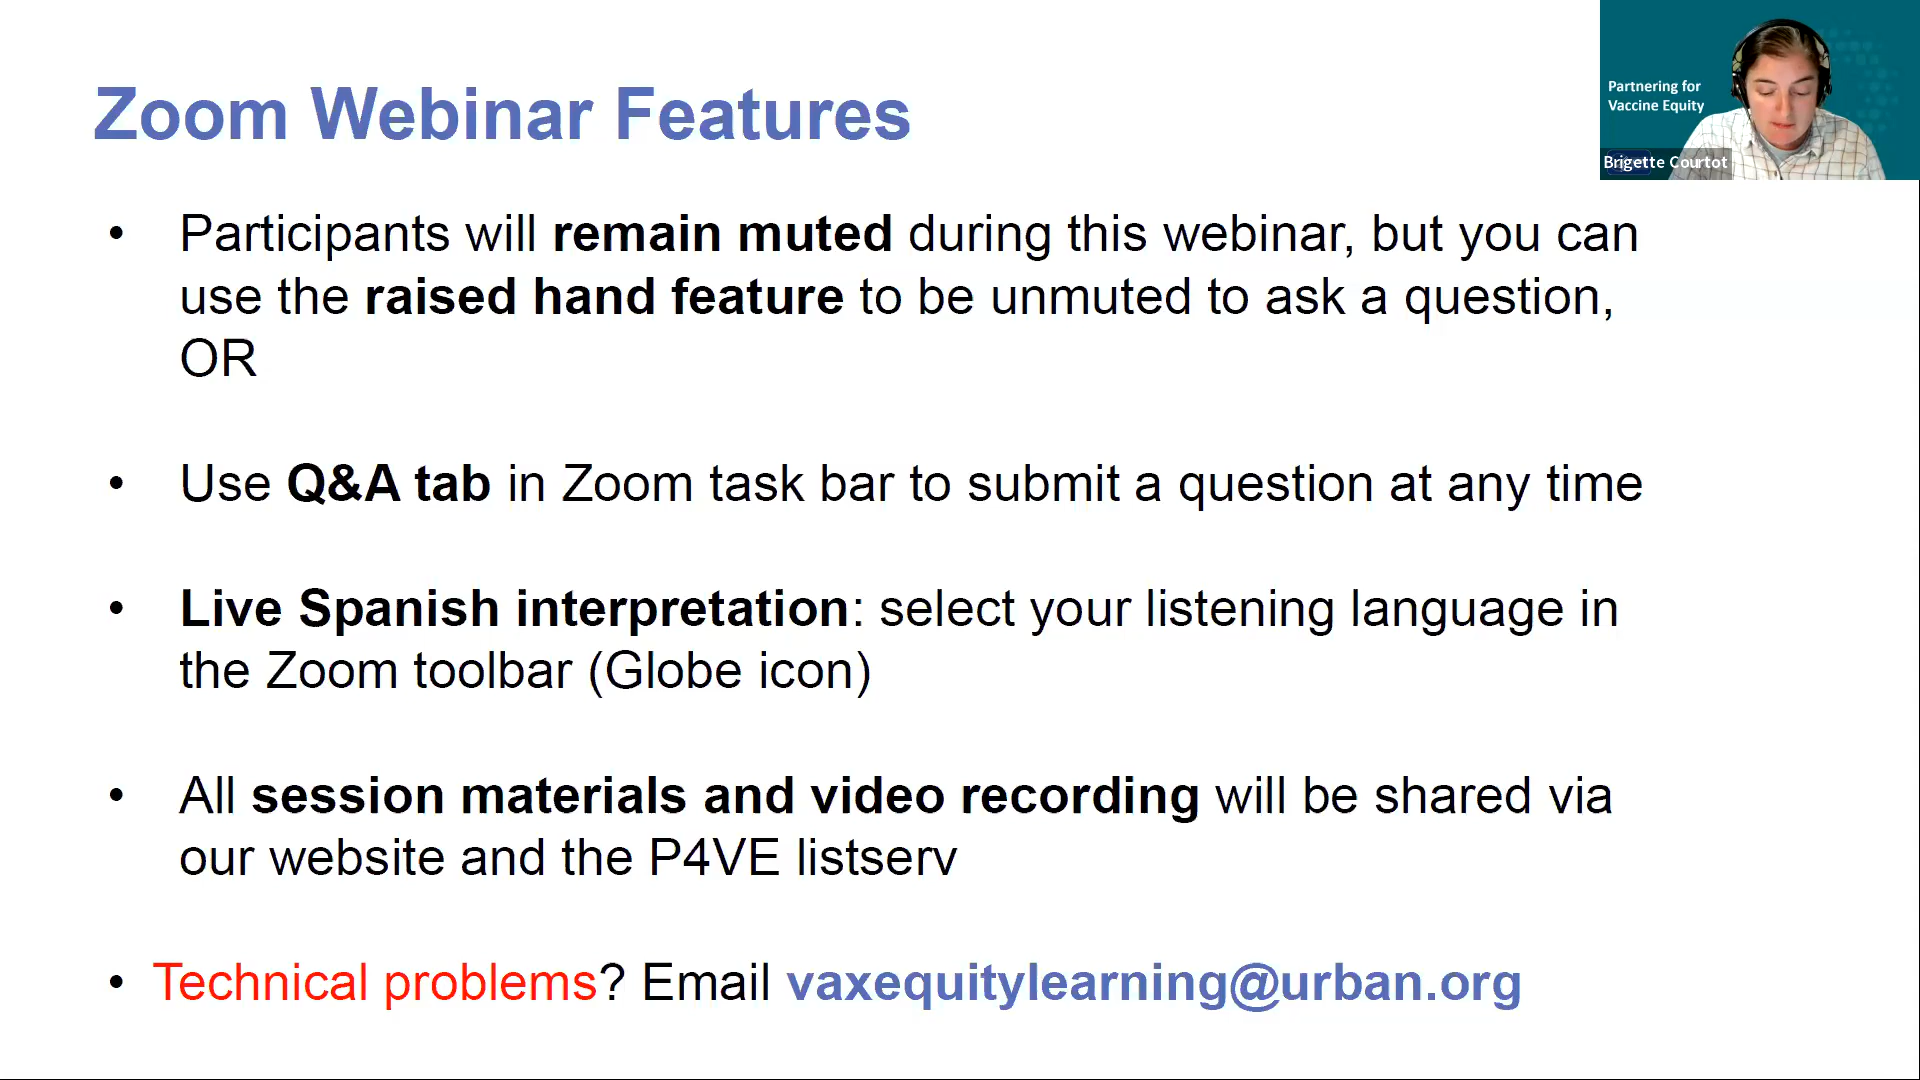 Zoom Webinar Features
Partnering for
Vaccine Equity
Brigette Courtot
• Participants will remain muted during this webinar, but you can
use the raised hand feature to be unmuted to ask a question,
OR
• Use Q&A tab in Zoom task bar to submit a question at any time
• Live Spanish interpretation: select your listening language in
the Zoom toolbar (Globe icon)
• All session materials and video recording will be shared via
our website and the P4VE listserv
• Technical problems? Email vaxequitylearning@urban.org